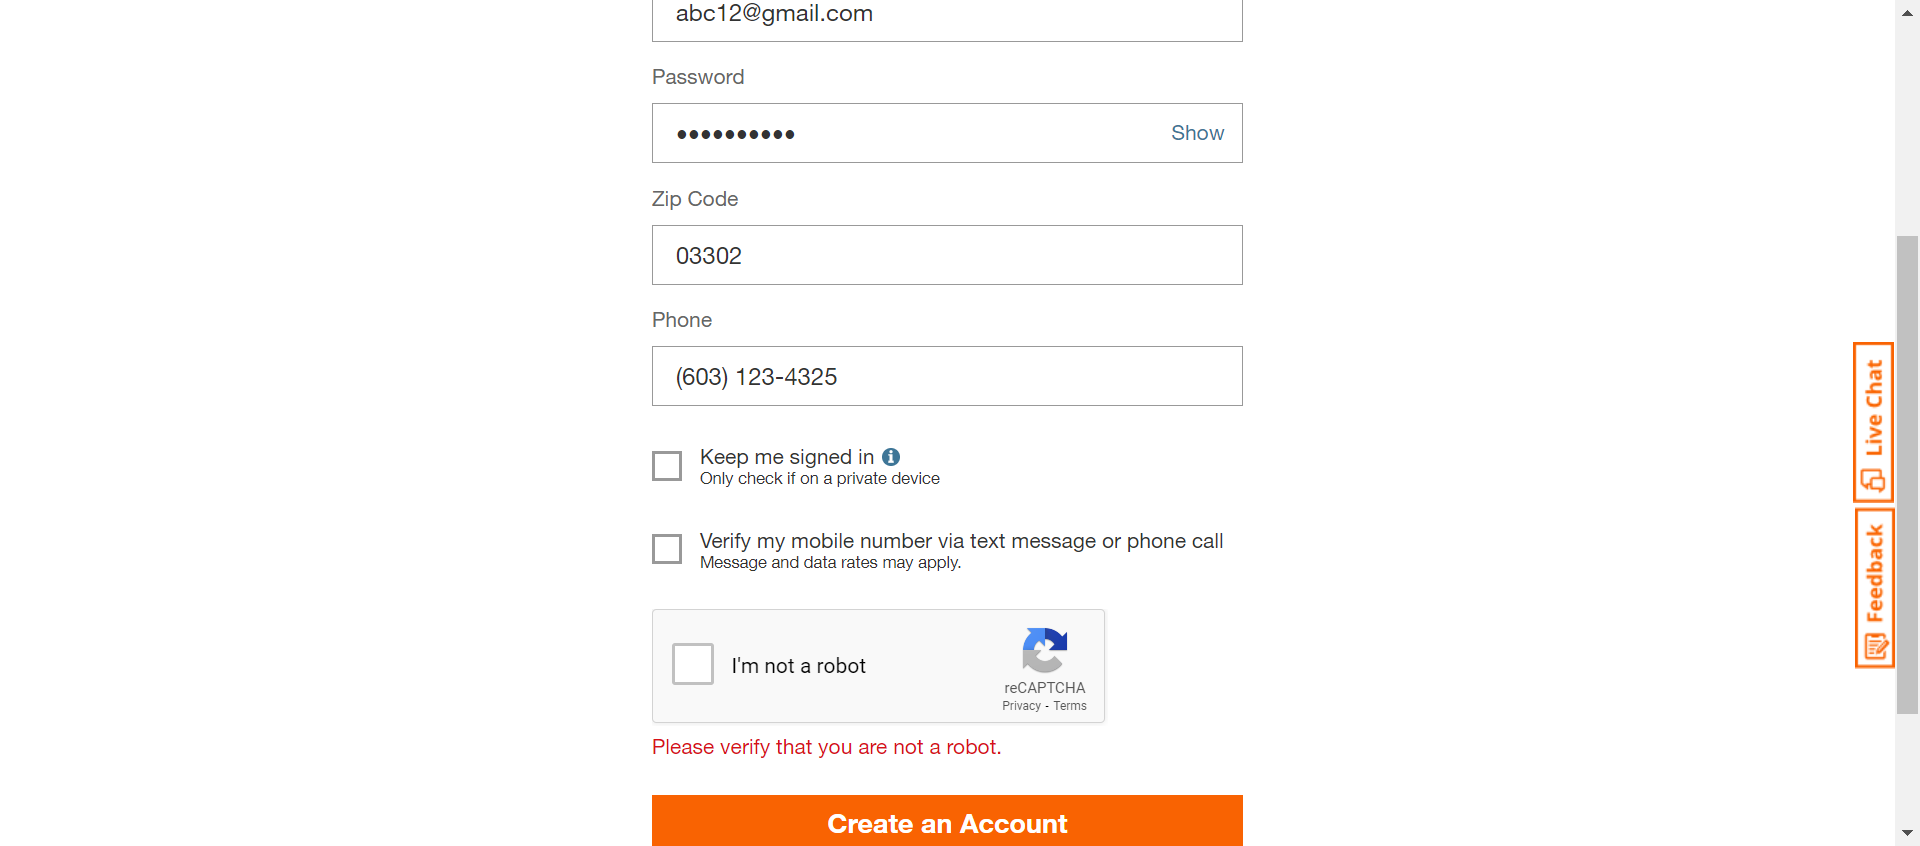 abc12@gmail.com
Password
●●●●●●●●●●
Show
Zip Code
03302
Phone
(603) 123-4325
Keep me signed in
Only check if on a private device
Verify my mobile number via text message or phone call
Message and data rates may apply.
I'm not a robot
reCAPTCHA
Privacy - Terms
Please verify that you are not a robot.
Create an Account
Live Chat
Feedback